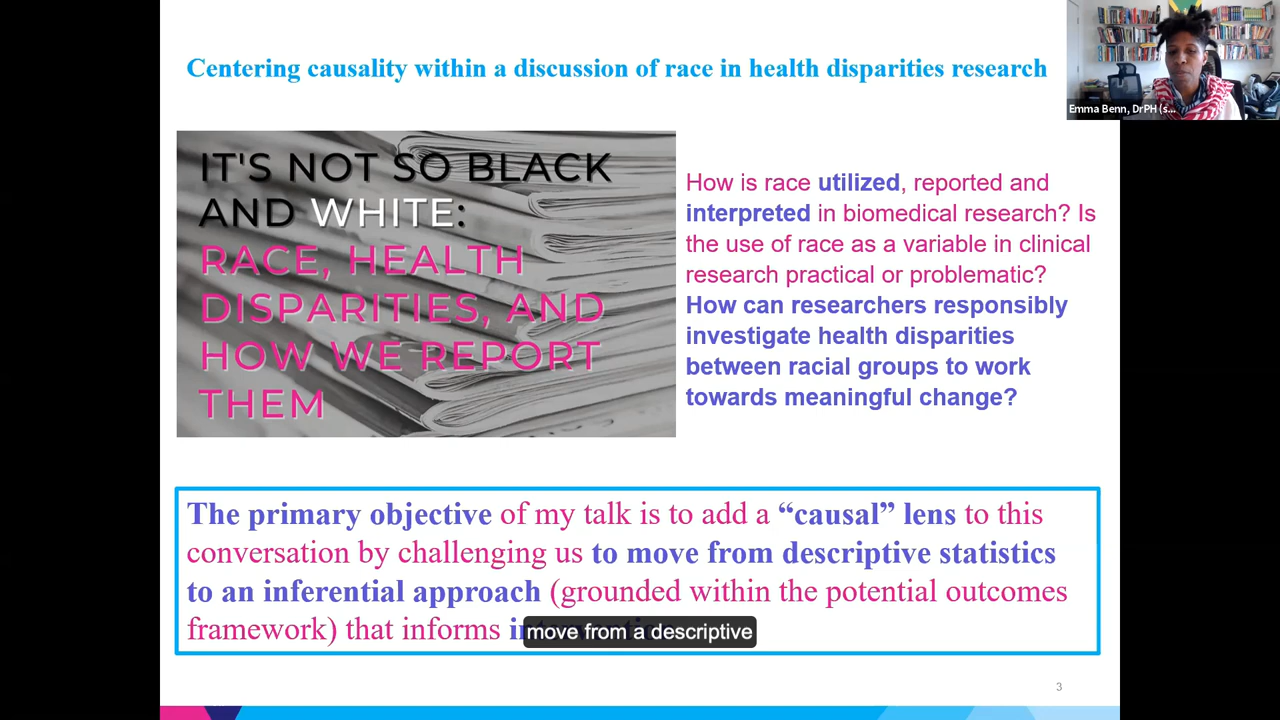 Centering causality within a discussion of race in health disparities research
Emma Benn, DrPH (s...
IT'S NOT SO BLACK
AND WHITE:
RACE, HEALTH
DISPARITIES, AND
HOW WE REPORT
THEM
How is race utilized, reported and
interpreted in biomedical research? Is
the use of race as a variable in clinical
research practical or problematic?
How can researchers responsibly
investigate health disparities
between racial groups to work
towards meaningful change?
The primary objective of my talk is to add a “causal” lens to this
conversation by challenging us to move from descriptive statistics
to an inferential approach (grounded within the potential outcomes
framework) that informs
move from a descriptive
3